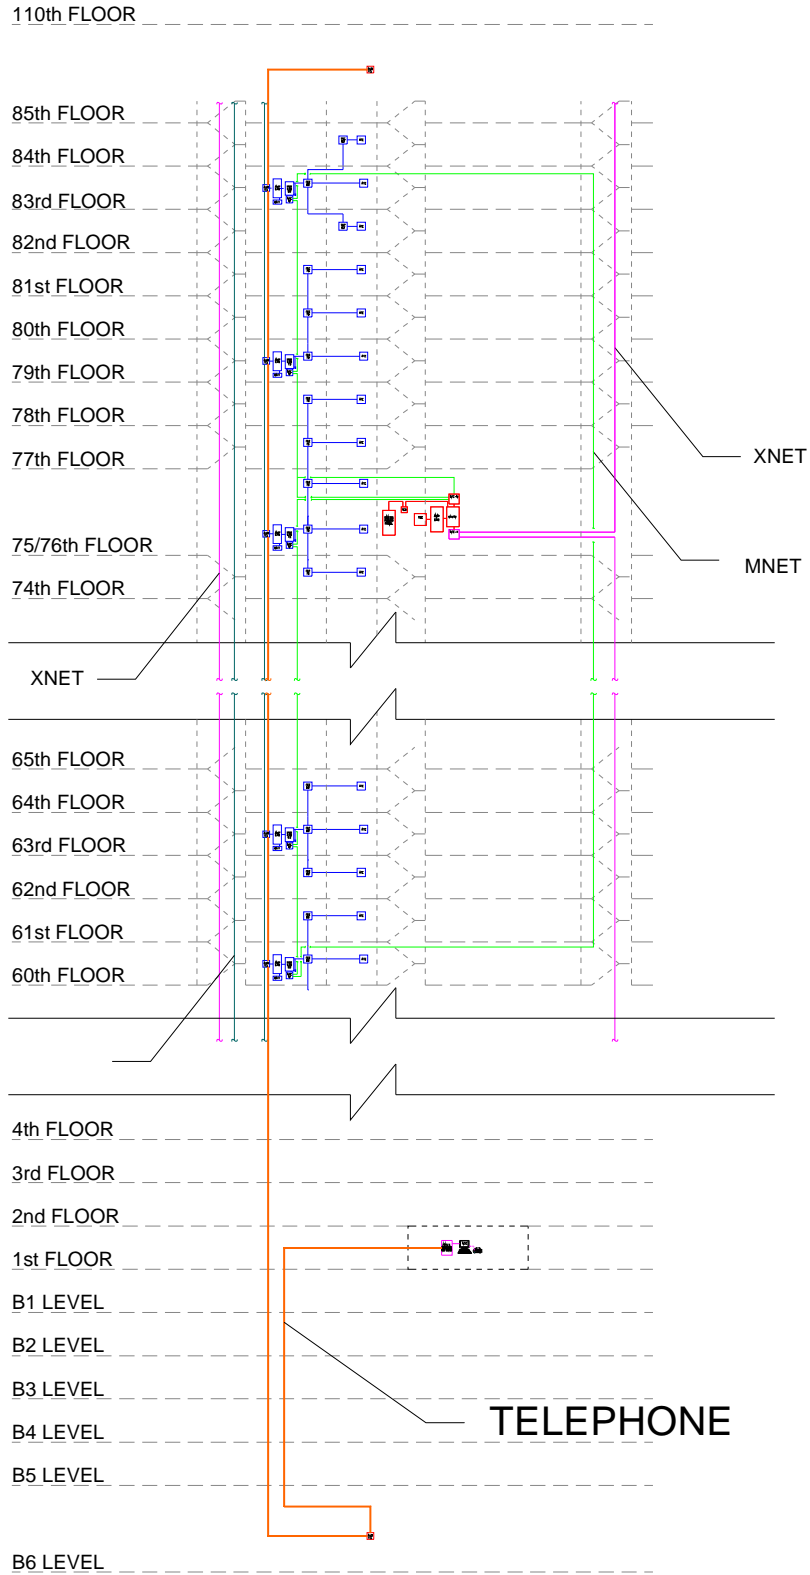 110th FLOOR
85th FLOOR
84th FLOOR
83rd FLOOR
82nd FLOOR
81st FLOOR
80th FLOOR
79th FLOOR
78th FLOOR
77th FLOOR
XNET
75/76th FLOOR
MNET
74th FLOOR
XNET
65th FLOOR
64th FLOOR
63rd FLOOR
62nd FLOOR
61st FLOOR
60th FLOOR
4th FLOOR
3rd FLOOR
2nd FLOOR
1st FLOOR
B1 LEVEL
B2 LEVEL
B3 LEVEL
TELEPHONE
B4 LEVEL
B5 LEVEL
B6 LEVEL